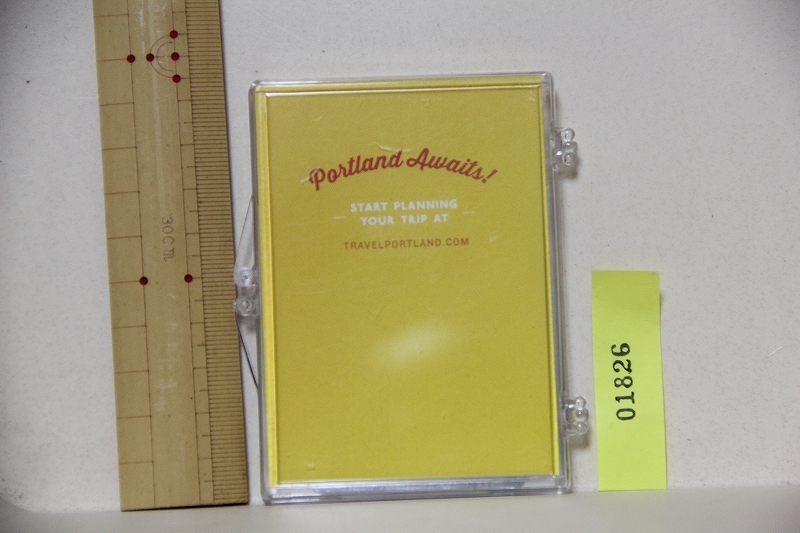 30cm
Portland Awaits!
START PLANNING
YOUR TRIP AT
TRAVELPORTLAND.COM
01826